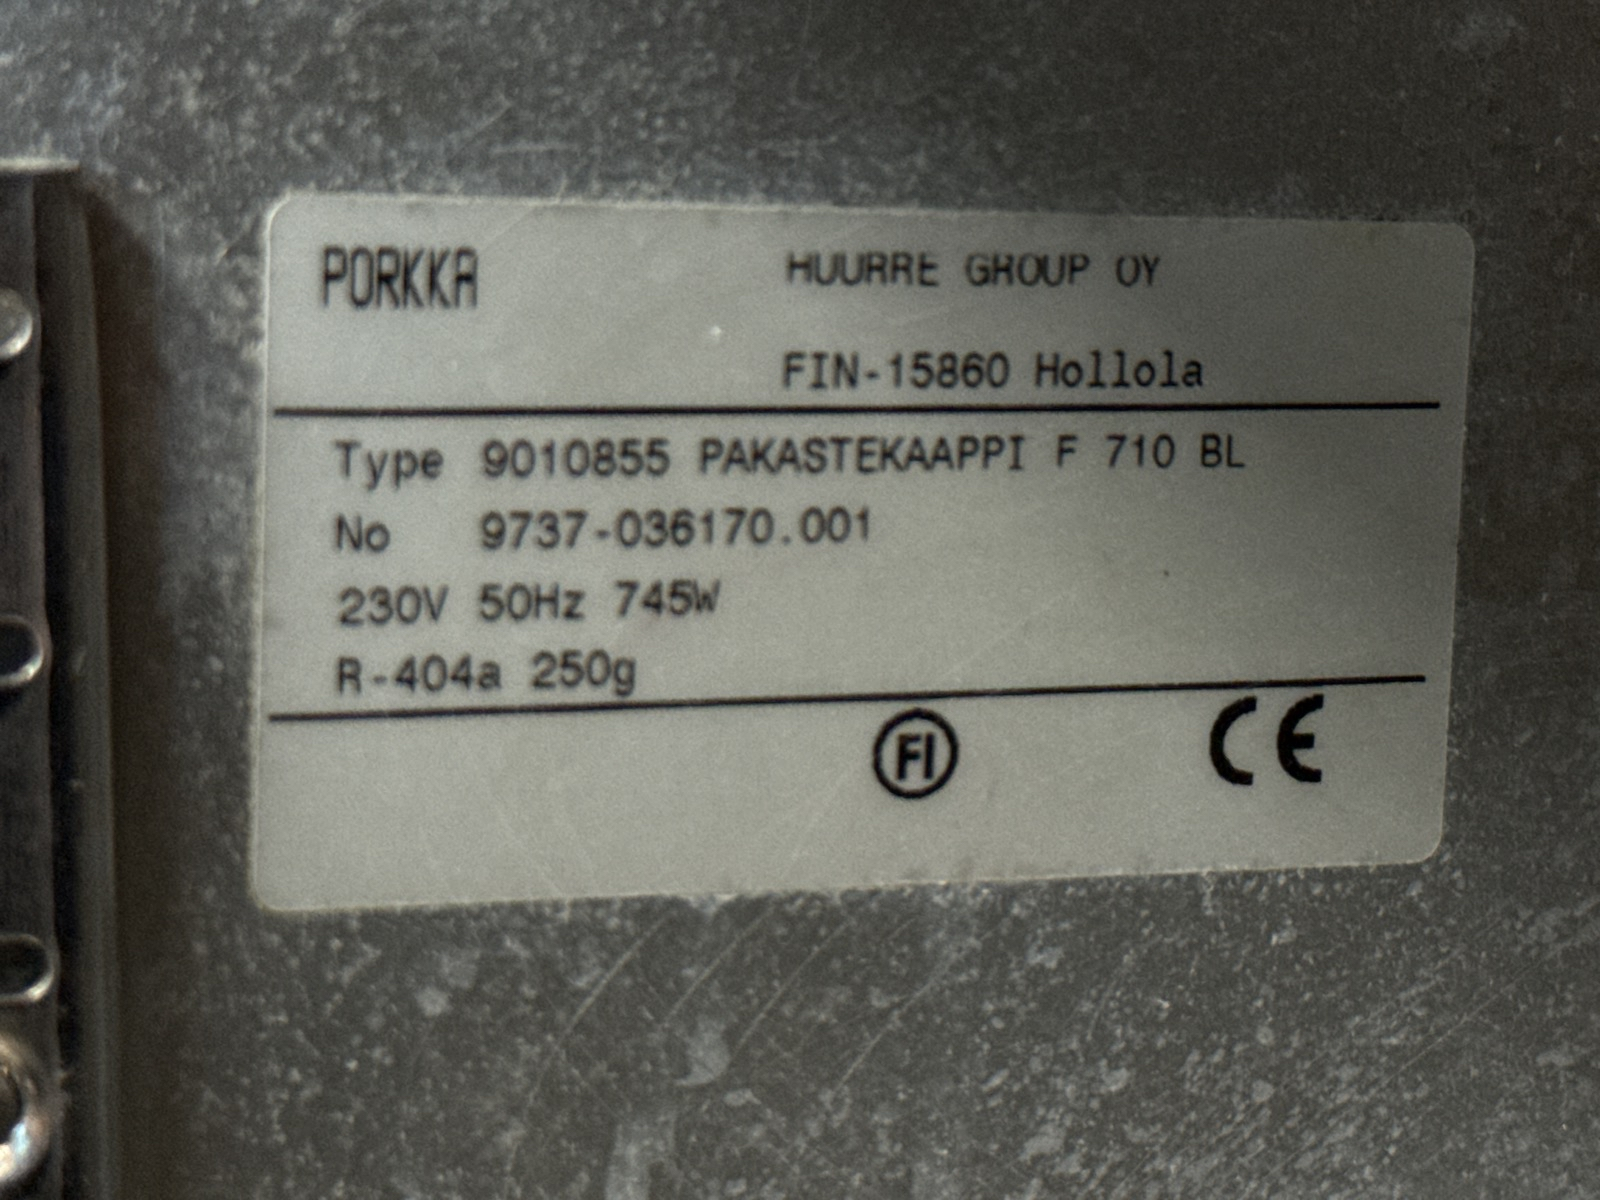 PORKKA HUURRE GROUP OY
FIN-15860 Hollola
Type 9010855 PAKASTEKAAPPI F 710 BL
No 9737-036170.001
230V 50Hz 745W
R-404a 250g
FI CE